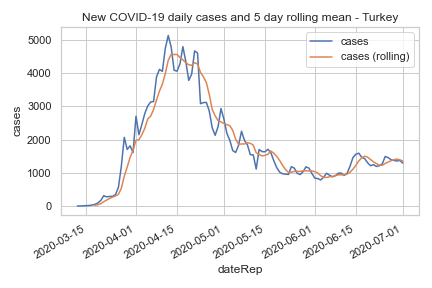 New COVID-19 daily cases and 5 day rolling mean - Turkey
cases
cases (rolling)
5000
4000
3000
2000
1000
0
cases
2020-03-15
2020-04-01
2020-04-15
2020-05-01
2020-05-15
2020-06-01
2020-06-15
2020-07-01
dateRep